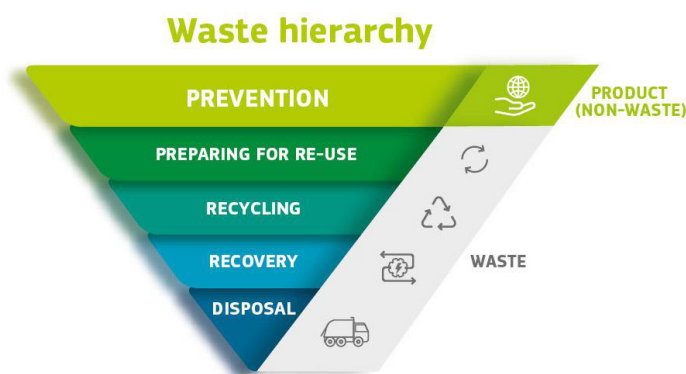 Waste hierarchy
PREVENTION
PRODUCT
(NON-WASTE)
PREPARING FOR RE-USE
RECYCLING
RECOVERY
WASTE
DISPOSAL